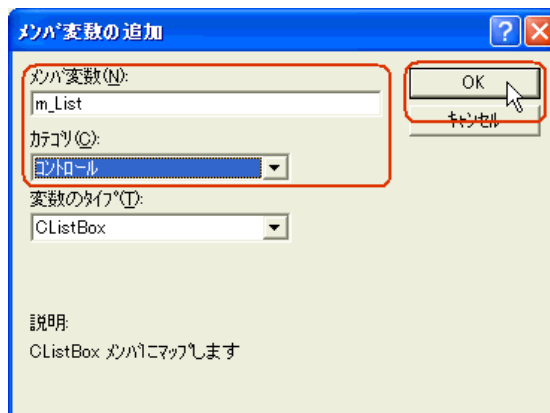 メンバ変数の追加
メンバ変数(N):
m_List
OK
キャンセル
カテゴリ(C):
コントロール
変数のタイプ(T):
CListBox
説明:
CListBox メンバにマップします